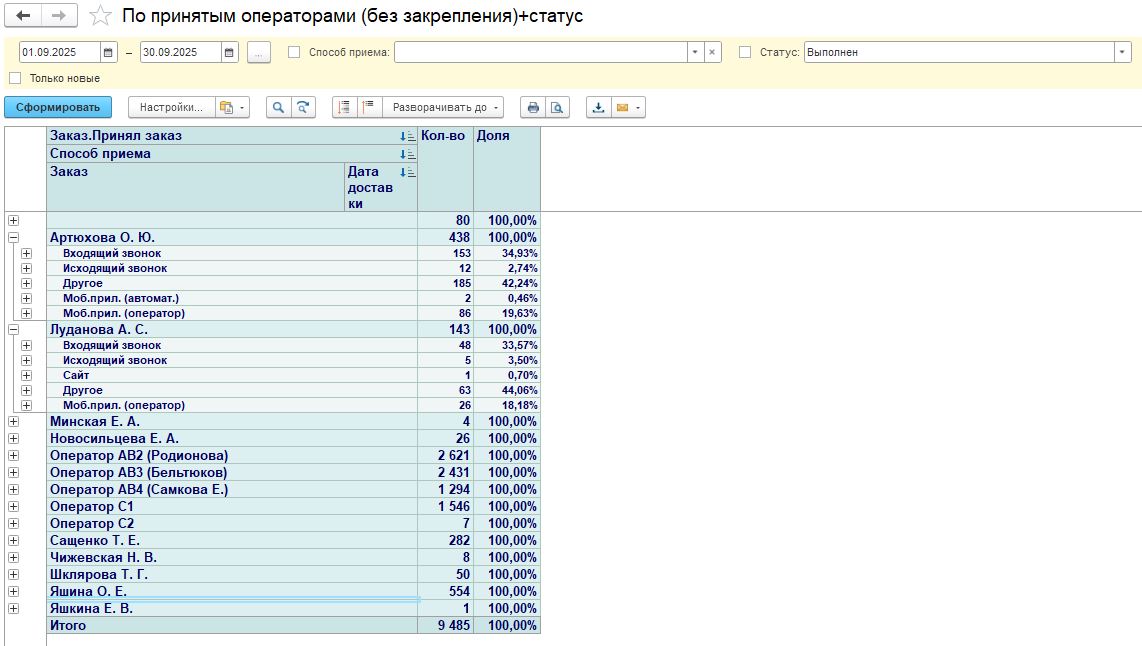 По принятым операторами (без закрепления)+статус
01.09.2025 – 30.09.2025 ... Способ приема: Статус: Выполнен
Только новые
Сформировать Настройки... Разворачивать до
Заказ.Принял заказ Кол-во Доля
Способ приема
Заказ Дата
достав
ки
80 100,00%
Артюхова О. Ю. 438 100,00%
Входящий звонок 153 34,93%
Исходящий звонок 12 2,74%
Другое 185 42,24%
Моб.прил. (автомат.) 2 0,46%
Моб.прил. (оператор) 86 19,63%
Луданова А. С. 143 100,00%
Входящий звонок 48 33,57%
Исходящий звонок 5 3,50%
Сайт 1 0,70%
Другое 63 44,06%
Моб.прил. (оператор) 26 18,18%
Минская Е. А. 4 100,00%
Новосильцева Е. А. 26 100,00%
Оператор АВ2 (Родионова) 2 621 100,00%
Оператор АВ3 (Бельтюков) 2 431 100,00%
Оператор АВ4 (Самкова Е.) 1 294 100,00%
Оператор С1 1 546 100,00%
Оператор С2 7 100,00%
Сащенко Т. Е. 282 100,00%
Чижевская Н. В. 8 100,00%
Шклярова Т. Г. 50 100,00%
Яшина О. Е. 554 100,00%
Яшкина Е. В. 1 100,00%
Итого 9 485 100,00%